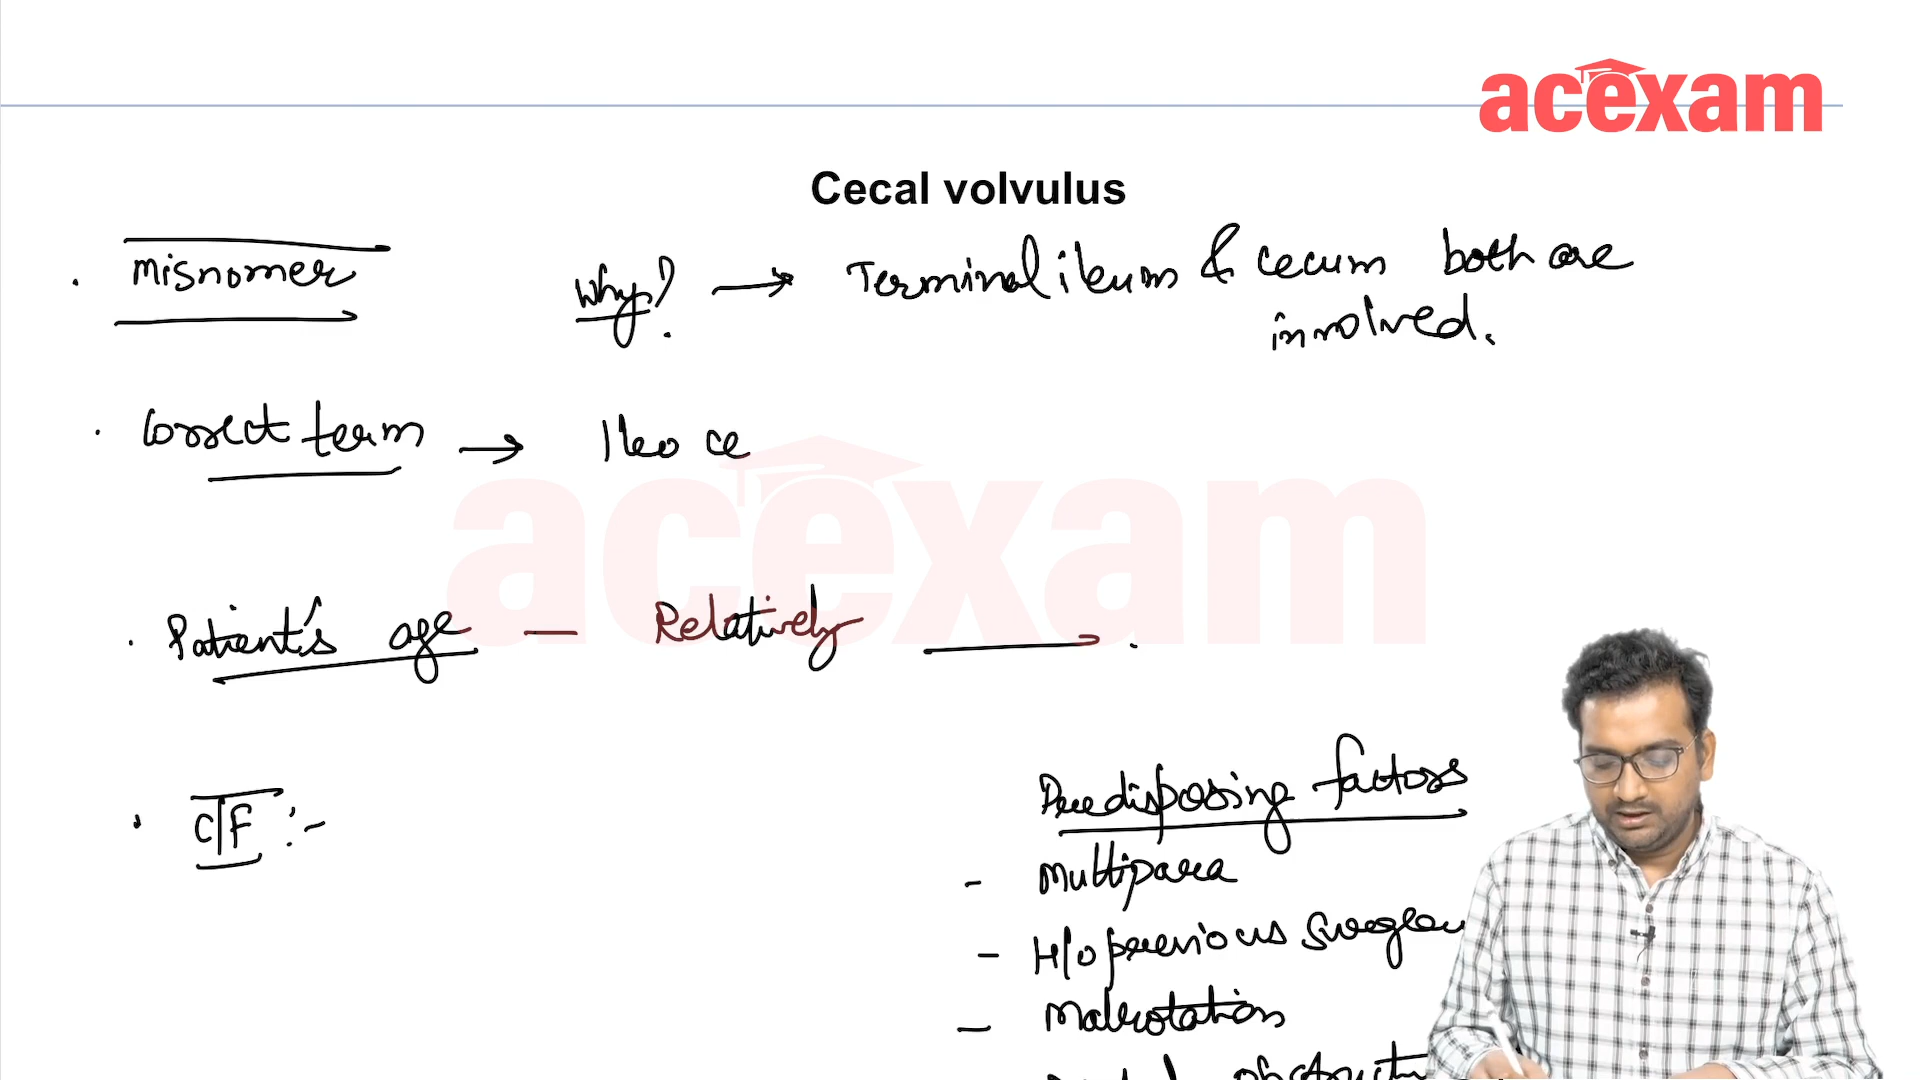 acexam
Cecal volvulus
. Misnomer Why? → Terminal ileum & cecum both are
involved.
. Correct term → Ileo ce
acexam
. Patient's age — Relatively .
. C/F :-
Predisposing factors
- Multipara
- H/o previous
- Malrotation